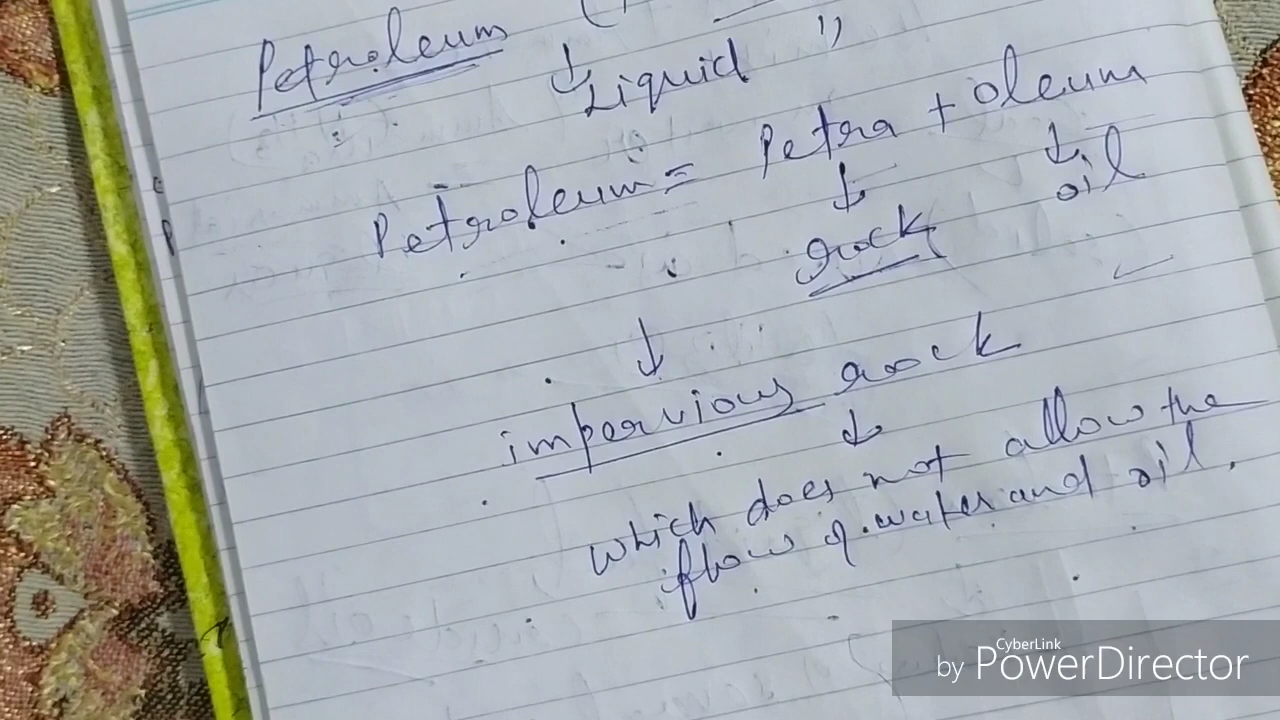 Petroleum
↓ Liquid "
Petroleum = Petra + oleum
↓ ↓
rock oil
↓
impervious rock
↓
which does not allow the
flow of water and oil.
by CyberLink PowerDirector